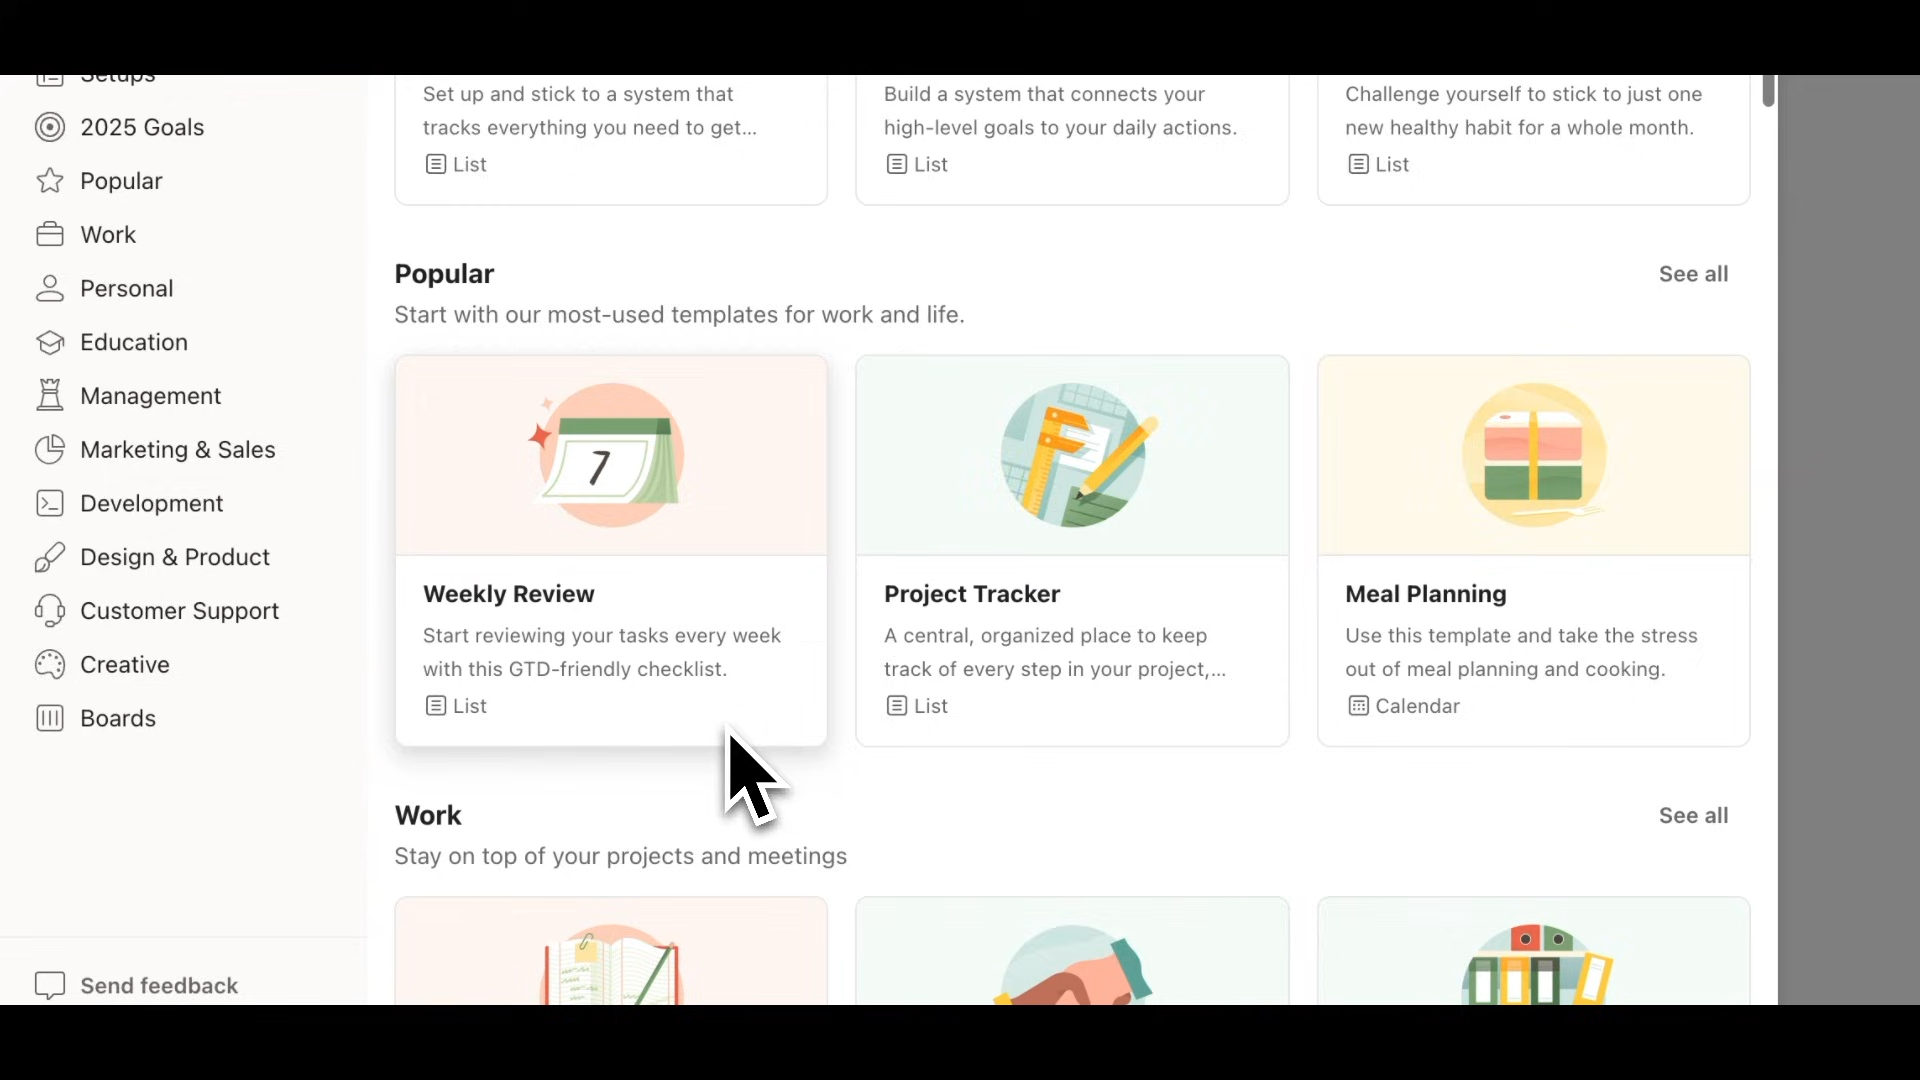 Setups
2025 Goals
Popular
Work
Personal
Education
Management
Marketing & Sales
Development
Design & Product
Customer Support
Creative
Boards
Send feedback
Set up and stick to a system that
tracks everything you need to get...
List
Build a system that connects your
high-level goals to your daily actions.
List
Challenge yourself to stick to just one
new healthy habit for a whole month.
List
Popular
See all
Start with our most-used templates for work and life.
7
Weekly Review
Start reviewing your tasks every week
with this GTD-friendly checklist.
List
Project Tracker
A central, organized place to keep
track of every step in your project,...
List
Meal Planning
Use this template and take the stress
out of meal planning and cooking.
Calendar
Work
See all
Stay on top of your projects and meetings